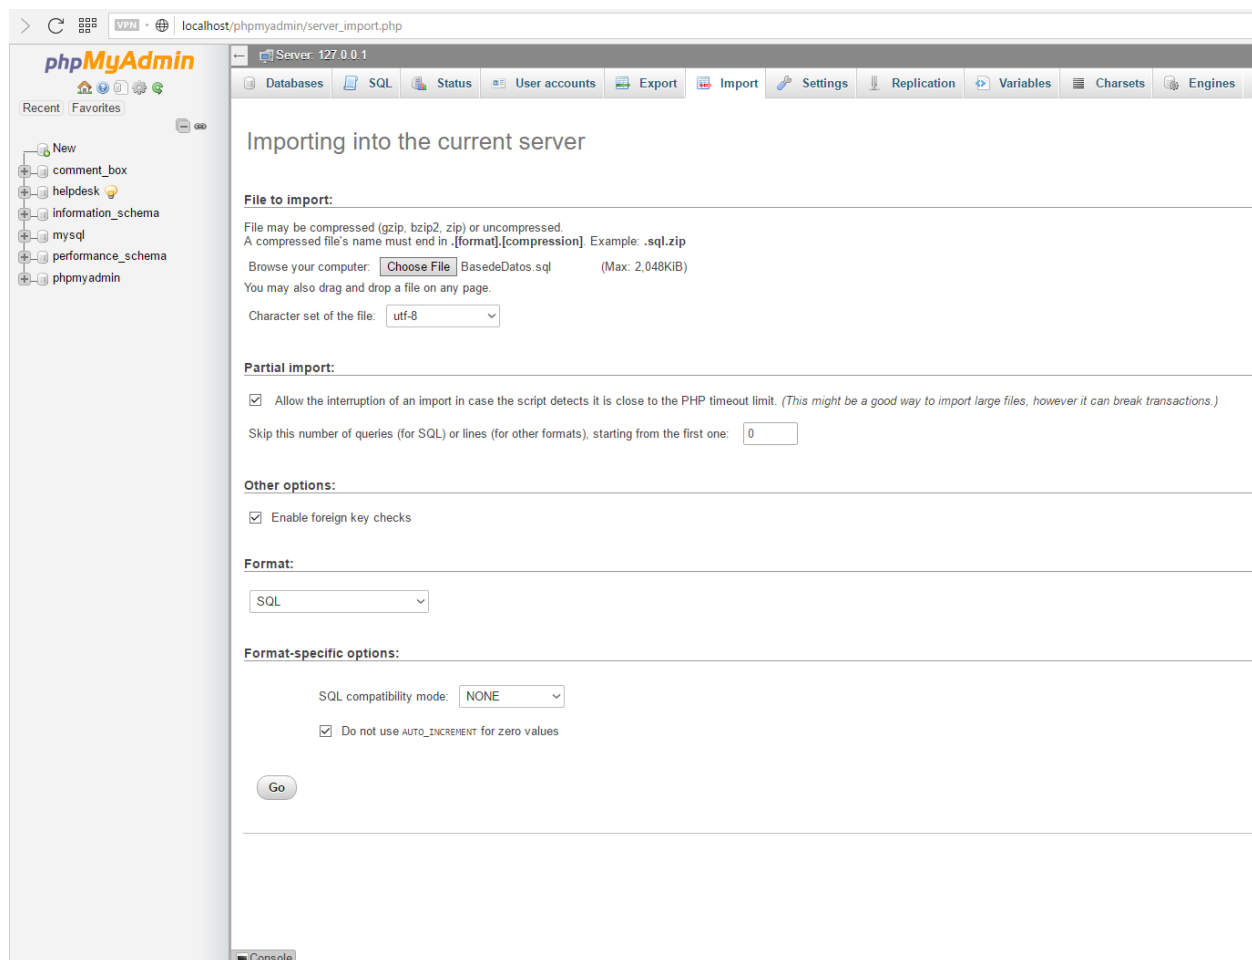 VPN localhost/phpmyadmin/server_import.php
phpMyAdmin
Recent Favorites
New
comment_box
helpdesk
information_schema
mysql
performance_schema
phpmyadmin
Server: 127.0.0.1
Databases SQL Status User accounts Export Import Settings Replication Variables Charsets Engines
Importing into the current server
File to import:
File may be compressed (gzip, bzip2, zip) or uncompressed.
A compressed file's name must end in .[format].[compression]. Example: .sql.zip
Browse your computer: Choose File BasedeDatos.sql (Max: 2,048KiB)
You may also drag and drop a file on any page.
Character set of the file: utf-8
Partial import:
Allow the interruption of an import in case the script detects it is close to the PHP timeout limit. (This might be a good way to import large files, however it can break transactions.)
Skip this number of queries (for SQL) or lines (for other formats), starting from the first one: 0
Other options:
Enable foreign key checks
Format:
SQL
Format-specific options:
SQL compatibility mode: NONE
Do not use AUTO_INCREMENT for zero values
Go
Console